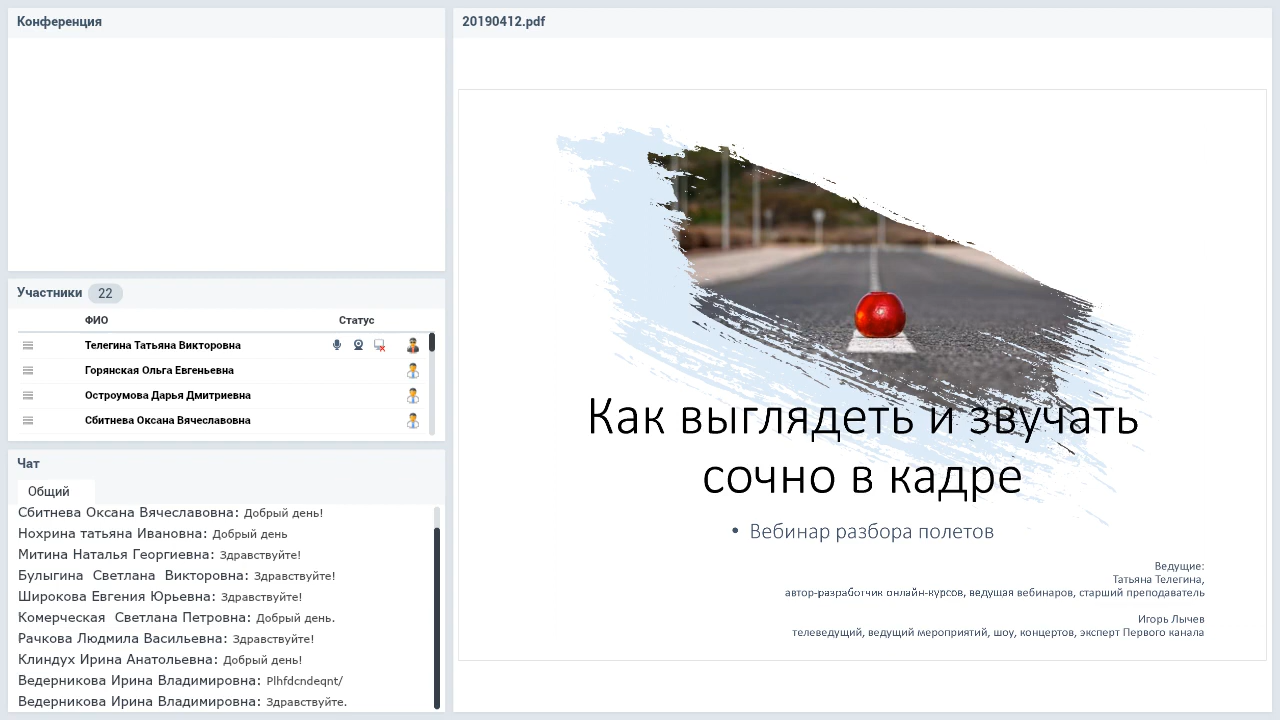 Конференция
Участники 22
ФИО Статус
Телегина Татьяна Викторовна
Горянская Ольга Евгеньевна
Остроумова Дарья Дмитриевна
Сбитнева Оксана Вячеславовна
Чат
Общий
Сбитнева Оксана Вячеславовна: Добрый день!
Нохрина татьяна Ивановна: Добрый день
Митина Наталья Георгиевна: Здравствуйте!
Булыгина Светлана Викторовна: Здравствуйте!
Широкова Евгения Юрьевна: Здравствуйте!
Комерческая Светлана Петровна: Добрый день.
Рачкова Людмила Васильевна: Здравствуйте!
Клиндух Ирина Анатольевна: Добрый день!
Ведерникова Ирина Владимировна: Plhfdcndeqnt/
Ведерникова Ирина Владимировна: Здравствуйте.
20190412.pdf
Как выглядеть и звучать
сочно в кадре
• Вебинар разбора полетов
Ведущие:
Татьяна Телегина,
автор-разработчик онлайн-курсов, ведущая вебинаров, старший преподаватель
Игорь Лычев
телеведущий, ведущий мероприятий, шоу, концертов, эксперт Первого канала